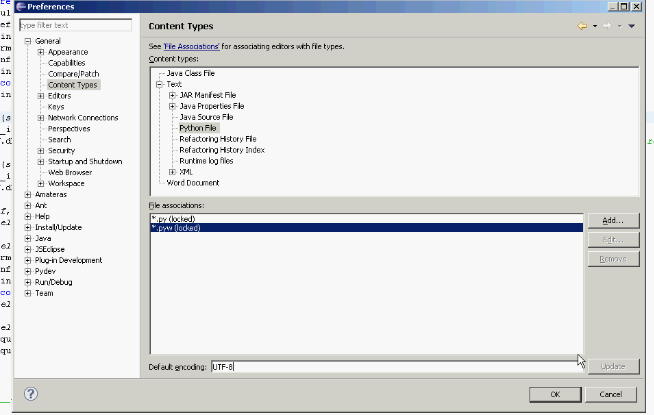 Preferences
type filter text
General
Appearance
Capabilities
Compare/Patch
Content Types
Editors
Keys
Network Connections
Perspectives
Search
Security
Startup and Shutdown
Web Browser
Workspace
Amateras
Ant
Help
Install/Update
Java
JSEclipse
Plug-in Development
Pydev
Run/Debug
Team
Content Types
See 'File Associations' for associating editors with file types.
Content types:
Java Class File
Text
JAR Manifest File
Java Properties File
Java Source File
Python File
Refactoring History File
Refactoring History Index
Runtime log files
XML
Word Document
File associations:
*.py (locked)
*.pyw (locked)
Add...
Edit...
Remove
Default encoding: UTF-8
Update
OK
Cancel